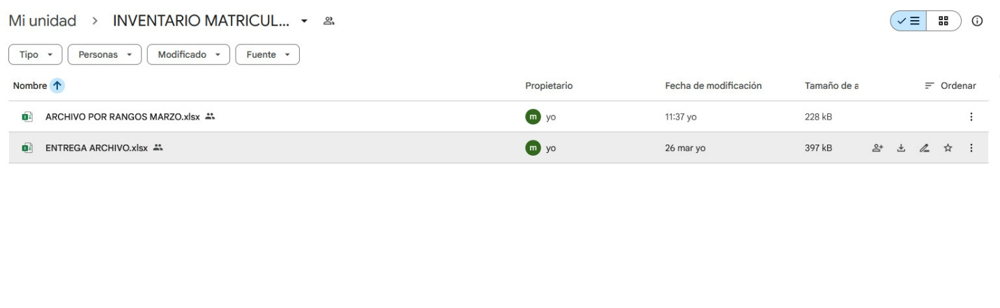 Mi unidad > INVENTARIO MATRICUL...
Tipo Personas Modificado Fuente
Nombre Propietario Fecha de modificación Tamaño de a Ordenar
ARCHIVO POR RANGOS MARZO.xlsx m yo 11:37 yo 228 kB
ENTREGA ARCHIVO.xlsx m yo 26 mar yo 397 kB